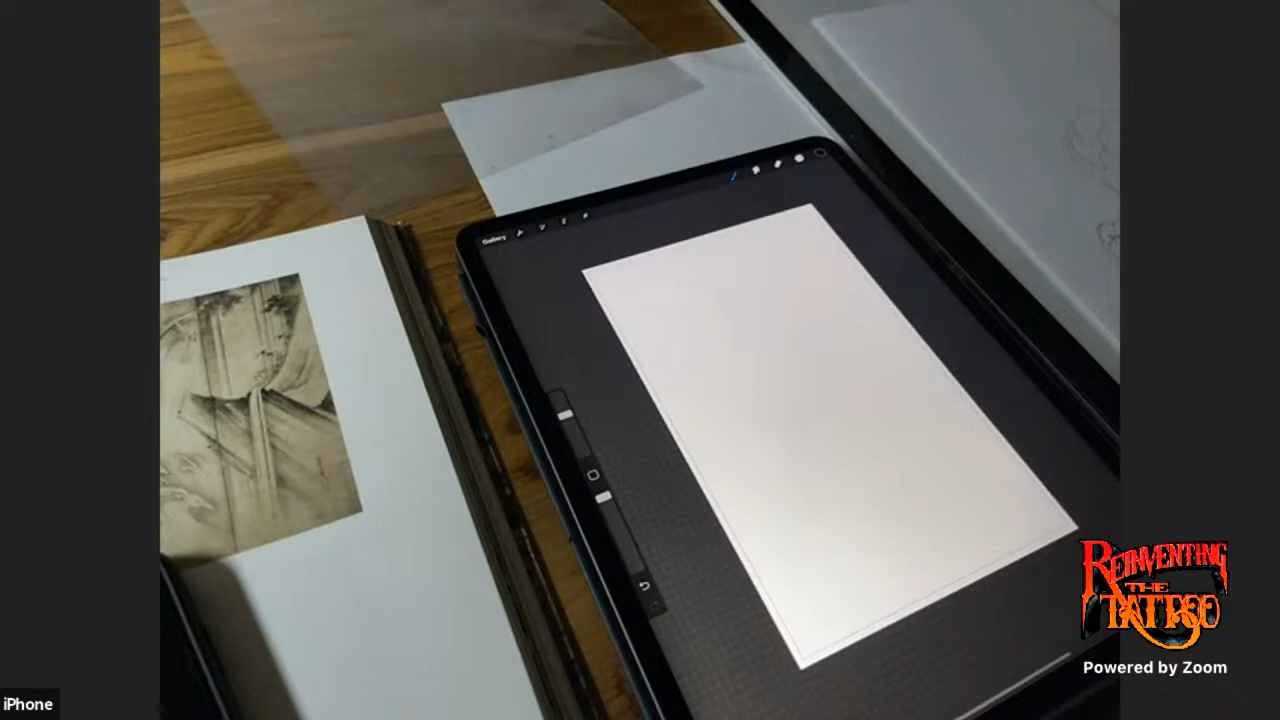 Gallery
REINVENTING
THE
TATTOO
Powered by Zoom
iPhone